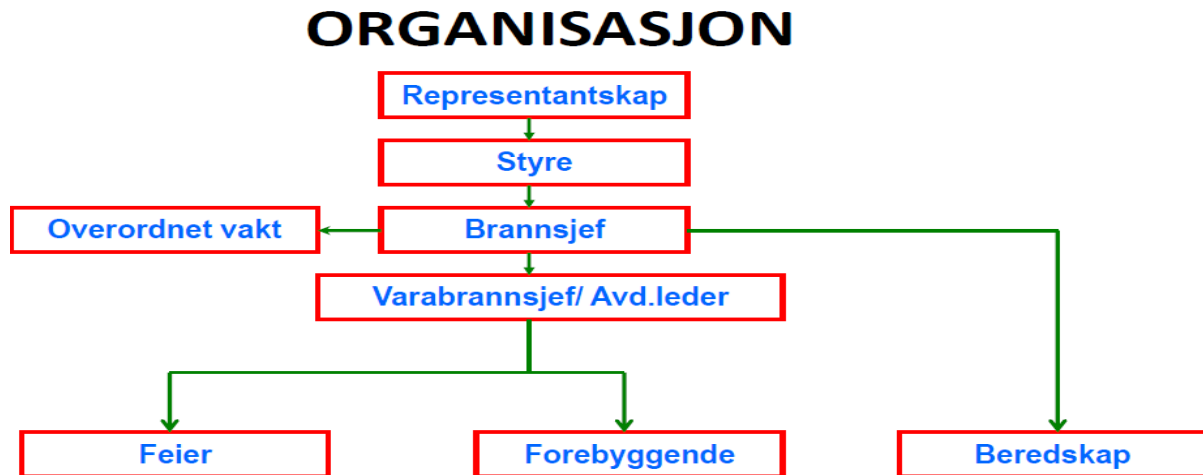 ORGANISASJON
Representantskap
Styre
Overordnet vakt
Brannsjef
Varabrannsjef/ Avd.leder
Feier
Forebyggende
Beredskap